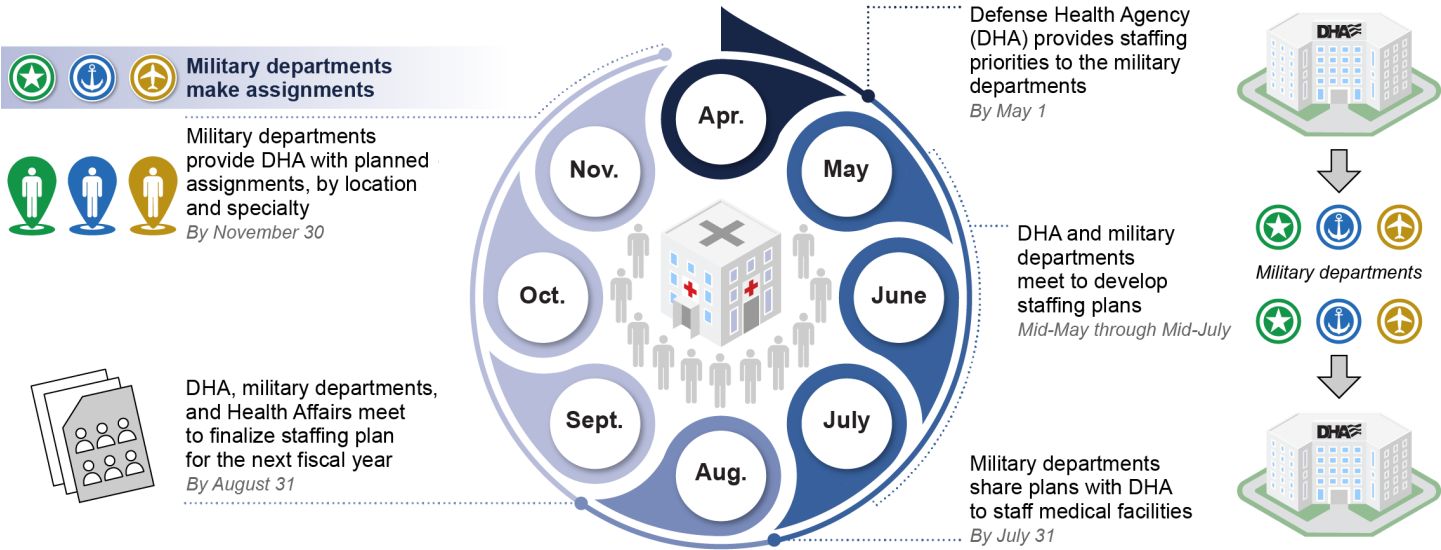 Defense Health Agency
(DHA) provides staffing
priorities to the military
departments
By May 1
DHA
Military departments
make assignments
Military departments
provide DHA with planned
assignments, by location
and specialty
By November 30
Apr.
May
June
July
Aug.
Sept.
Oct.
Nov.
DHA and military
departments
meet to develop
staffing plans
Mid-May through Mid-July
Military departments
DHA, military departments,
and Health Affairs meet
to finalize staffing plan
for the next fiscal year
By August 31
Military departments
share plans with DHA
to staff medical facilities
By July 31
DHA